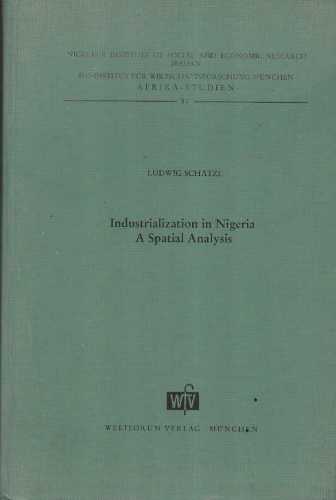 NIGERIAN INSTITUTE OF SOCIAL AND ECONOMIC RESEARCH
IBADAN
IFO-INSTITUT FÜR WIRTSCHAFTSFORSCHUNG MÜNCHEN
AFRIKA-STUDIEN
LUDWIG SCHÄTZL
Industrialization in Nigeria
A Spatial Analysis
WfV
WELTFORUM VERLAG · MÜNCHEN